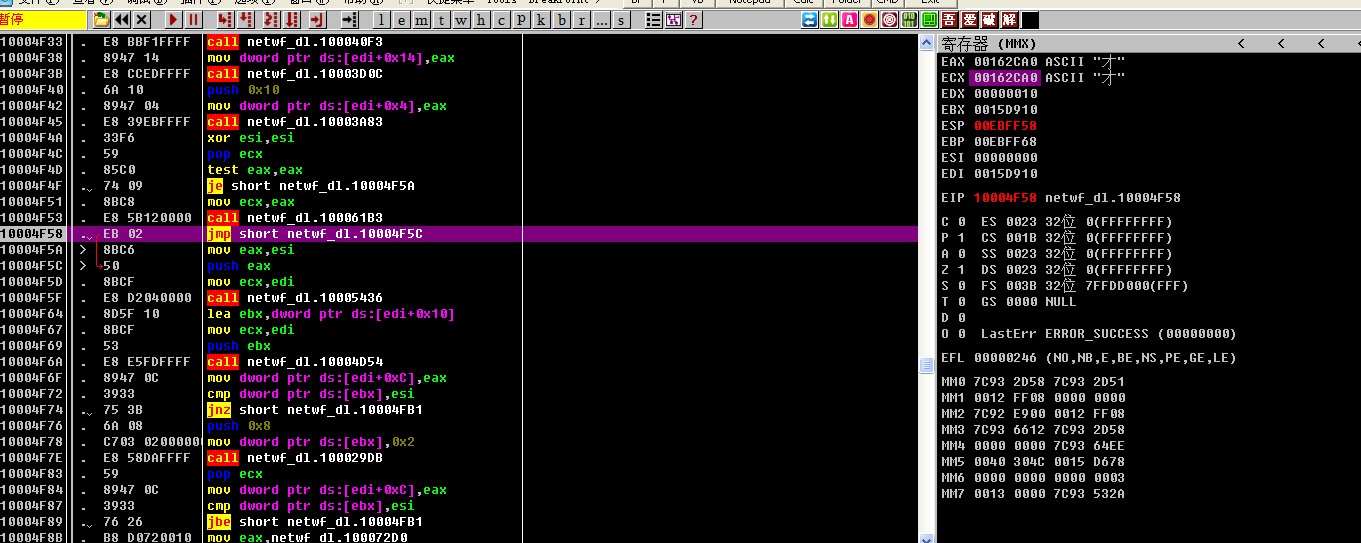 暂停 l e m t w h c p k b r ... s ? 吾 爱 破 解
10004F33 . E8 BBF1FFFF call netwf_dl.100040F3
10004F38 . 8947 14 mov dword ptr ds:[edi+0x14],eax
10004F3B . E8 CCEDFFFF call netwf_dl.10003D0C
10004F40 . 6A 10 push 0x10
10004F42 . 8947 04 mov dword ptr ds:[edi+0x4],eax
10004F45 . E8 39EBFFFF call netwf_dl.10003A83
10004F4A . 33F6 xor esi,esi
10004F4C . 59 pop ecx
10004F4D . 85C0 test eax,eax
10004F4F . 74 09 je short netwf_dl.10004F5A
10004F51 . 8BC8 mov ecx,eax
10004F53 . E8 5B120000 call netwf_dl.100061B3
10004F58 . EB 02 jmp short netwf_dl.10004F5C
10004F5A > 8BC6 mov eax,esi
10004F5C > 50 push eax
10004F5D . 8BCF mov ecx,edi
10004F5F . E8 D2040000 call netwf_dl.10005436
10004F64 . 8D5F 10 lea ebx,dword ptr ds:[edi+0x10]
10004F67 . 8BCF mov ecx,edi
10004F69 . 53 push ebx
10004F6A . E8 E5FDFFFF call netwf_dl.10004D54
10004F6F . 8947 0C mov dword ptr ds:[edi+0xC],eax
10004F72 . 3933 cmp dword ptr ds:[ebx],esi
10004F74 . 75 3B jnz short netwf_dl.10004FB1
10004F76 . 6A 08 push 0x8
10004F78 . C703 02000000 mov dword ptr ds:[ebx],0x2
10004F7E . E8 58DAFFFF call netwf_dl.100029DB
10004F83 . 59 pop ecx
10004F84 . 8947 0C mov dword ptr ds:[edi+0xC],eax
10004F87 . 3933 cmp dword ptr ds:[ebx],esi
10004F89 . 76 26 jbe short netwf_dl.10004FB1
10004F8B . B8 D0720010 mov eax,netwf_dl.100072D0
寄存器 (MMX) < < < <
EAX 00162CA0 ASCII "才"
ECX 00162CA0 ASCII "才"
EDX 00000010
EBX 0015D910
ESP 00EBFF58
EBP 00EBFF68
ESI 00000000
EDI 0015D910
EIP 10004F58 netwf_dl.10004F58
C 0 ES 0023 32位 0(FFFFFFFF)
P 1 CS 001B 32位 0(FFFFFFFF)
A 0 SS 0023 32位 0(FFFFFFFF)
Z 1 DS 0023 32位 0(FFFFFFFF)
S 0 FS 003B 32位 7FFDD000(FFF)
T 0 GS 0000 NULL
D 0
O 0 LastErr ERROR_SUCCESS (00000000)
EFL 00000246 (NO,NB,E,BE,NS,PE,GE,LE)
MM0 7C93 2D58 7C93 2D51
MM1 0012 FF08 0000 0000
MM2 7C92 E900 0012 FF08
MM3 7C93 6612 7C93 2D58
MM4 0000 0000 7C93 64EE
MM5 0040 304C 0015 D678
MM6 0000 0000 0000 0003
MM7 0013 0000 7C93 532A